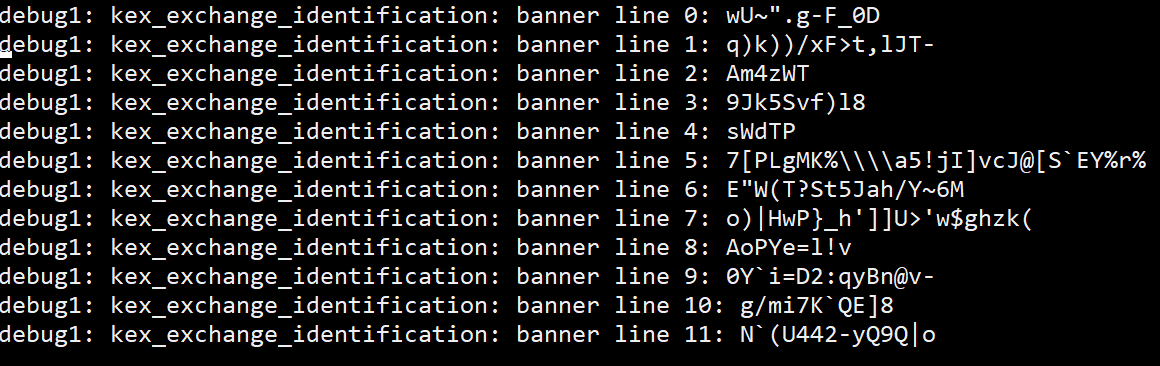 debug1: kex_exchange_identification: banner line 0: wU~".g-F_0D
debug1: kex_exchange_identification: banner line 1: q)k))/xF>t,lJT-
debug1: kex_exchange_identification: banner line 2: Am4zWT
debug1: kex_exchange_identification: banner line 3: 9Jk5Svf)l8
debug1: kex_exchange_identification: banner line 4: sWdTP
debug1: kex_exchange_identification: banner line 5: 7[PLgMK%\\\\a5!jI]vcJ@[S`EY%r%
debug1: kex_exchange_identification: banner line 6: E"W(T?St5Jah/Y~6M
debug1: kex_exchange_identification: banner line 7: o)|HwP}_h']]U>'w$ghzk(
debug1: kex_exchange_identification: banner line 8: AoPYe=l!v
debug1: kex_exchange_identification: banner line 9: 0Y`i=D2:qyBn@v-
debug1: kex_exchange_identification: banner line 10: g/mi7K`QE]8
debug1: kex_exchange_identification: banner line 11: N`(U442-yQ9Q|o